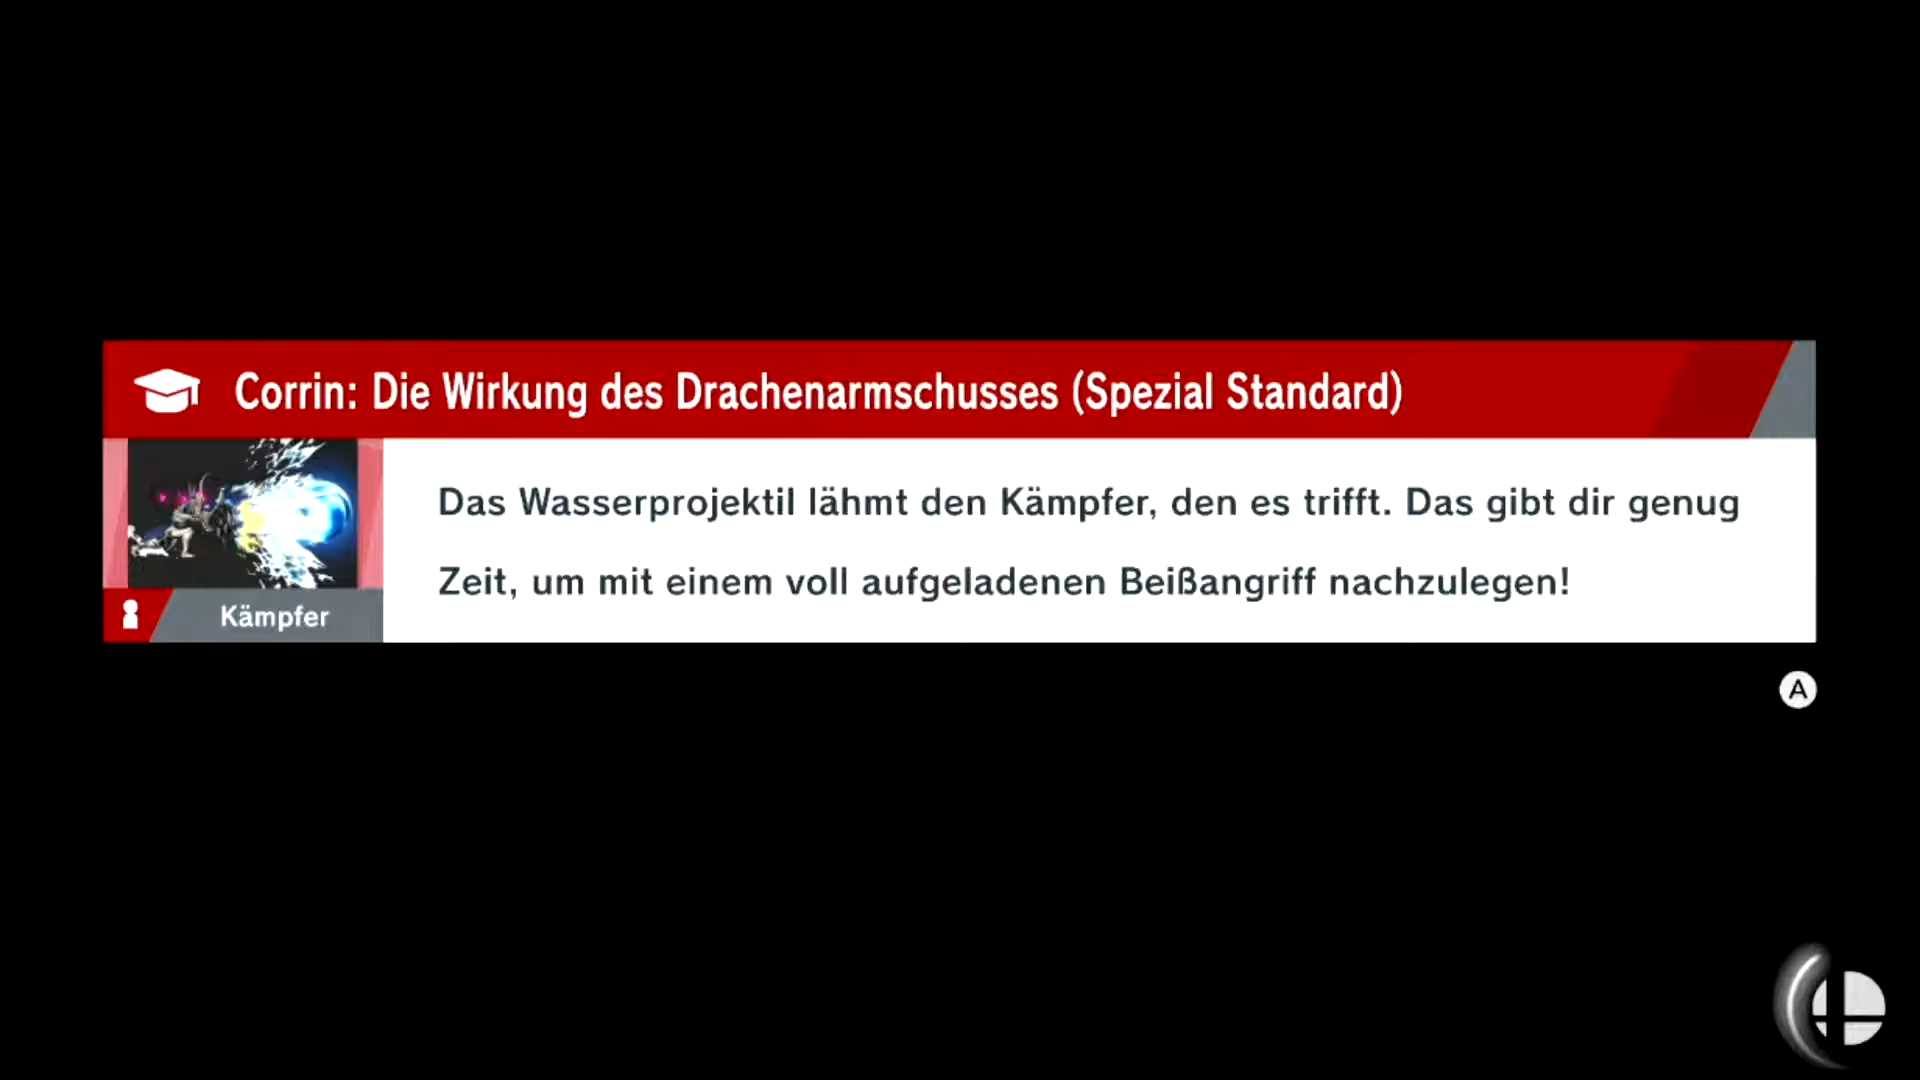 Corrin: Die Wirkung des Drachenarmschusses (Spezial Standard)
Das Wasserprojektil lähmt den Kämpfer, den es trifft. Das gibt dir genug
Zeit, um mit einem voll aufgeladenen Beißangriff nachzulegen!
Kämpfer
A